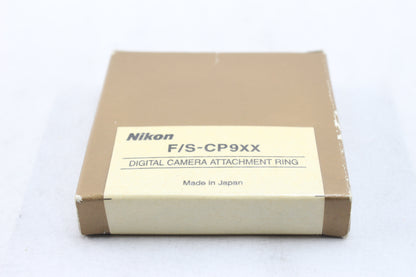 Nikon
F/S-CP9XX
DIGITAL CAMERA ATTACHMENT RING
Made in Japan